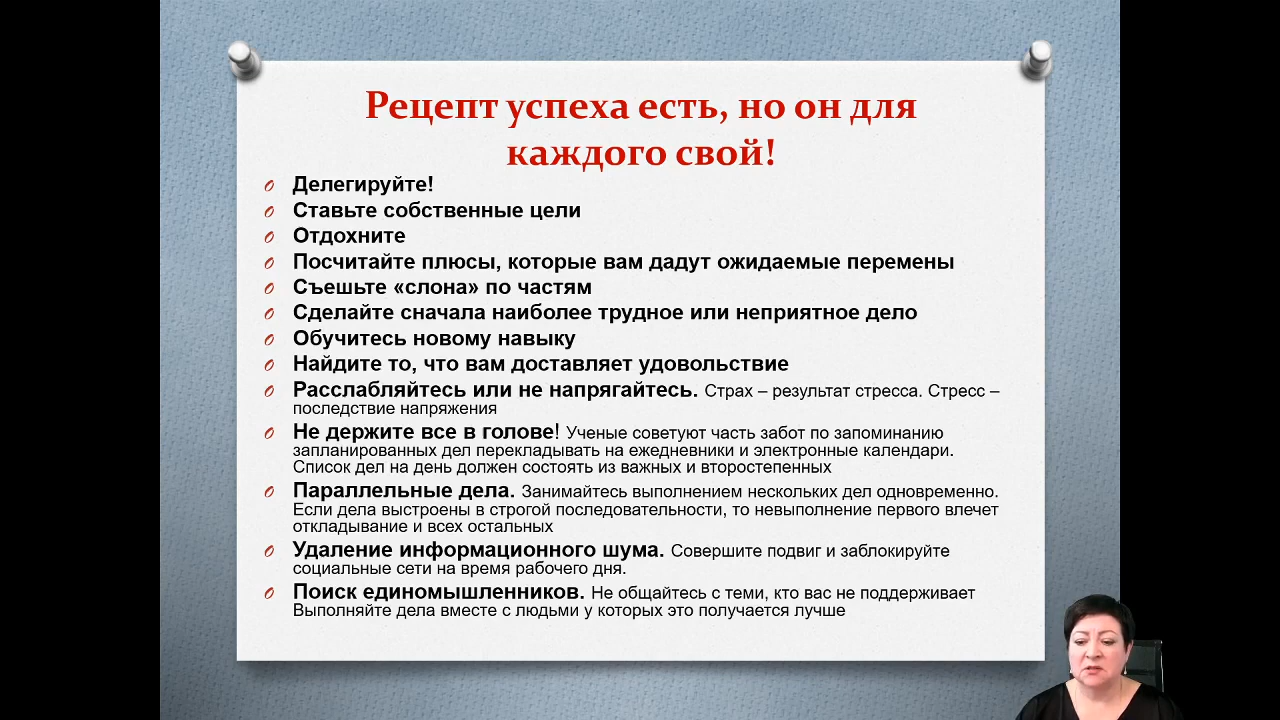 Рецепт успеха есть, но он для
каждого свой!
Делегируйте!
Ставьте собственные цели
Отдохните
Посчитайте плюсы, которые вам дадут ожидаемые перемены
Съешьте «слона» по частям
Сделайте сначала наиболее трудное или неприятное дело
Обучитесь новому навыку
Найдите то, что вам доставляет удовольствие
Расслабляйтесь или не напрягайтесь. Страх – результат стресса. Стресс –
последствие напряжения
Не держите все в голове! Ученые советуют часть забот по запоминанию
запланированных дел перекладывать на ежедневники и электронные календари.
Список дел на день должен состоять из важных и второстепенных
Параллельные дела. Занимайтесь выполнением нескольких дел одновременно.
Если дела выстроены в строгой последовательности, то невыполнение первого влечет
откладывание и всех остальных
Удаление информационного шума. Совершите подвиг и заблокируйте
социальные сети на время рабочего дня.
Поиск единомышленников. Не общайтесь с теми, кто вас не поддерживает
Выполняйте дела вместе с людьми у которых это получается лучше